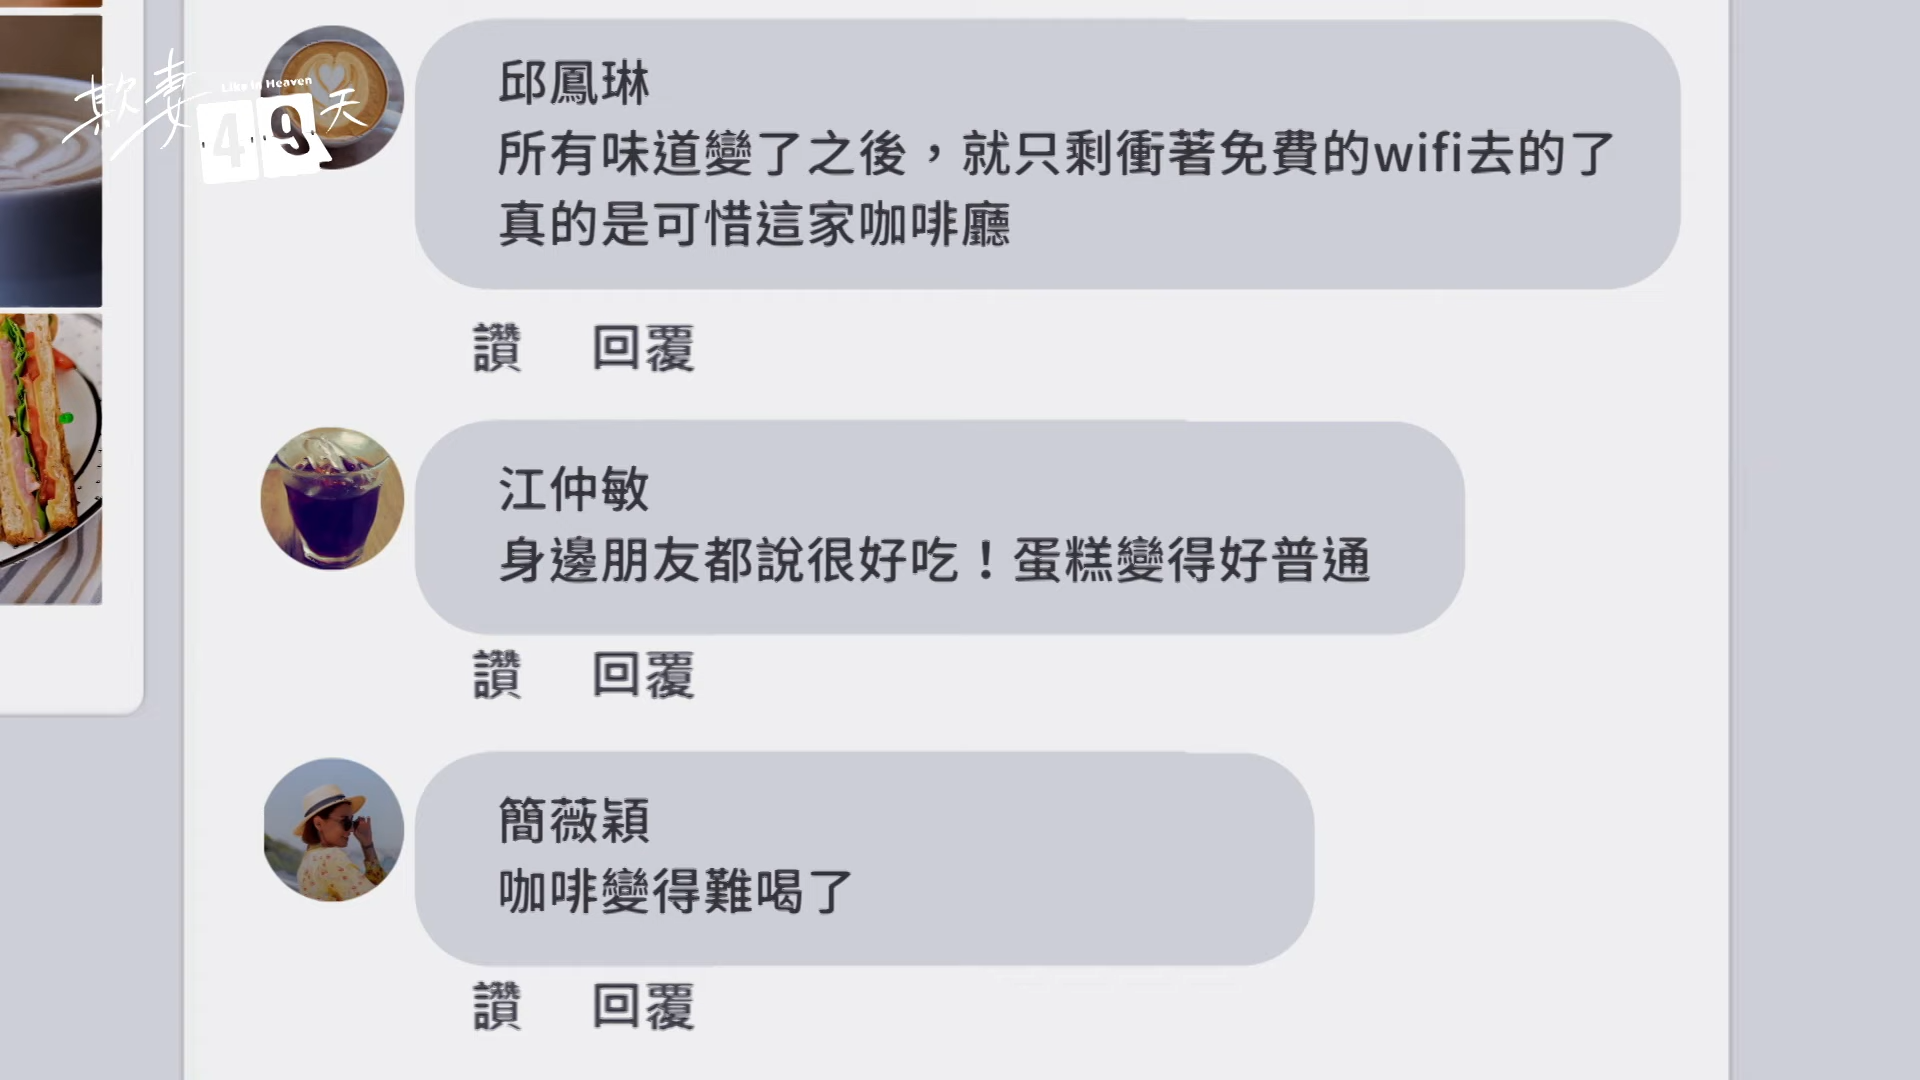 欺妻
Like in Heaven
49天
邱鳳琳
所有味道變了之後，就只剩衝著免費的wifi去的了
真的是可惜這家咖啡廳
讚 回覆
江仲敏
身邊朋友都說很好吃！蛋糕變得好普通
讚 回覆
簡薇穎
咖啡變得難喝了
讚 回覆